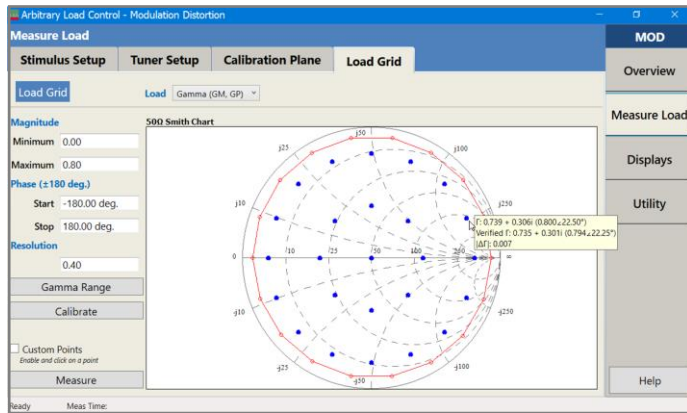 Arbitrary Load Control - Modulation Distortion
Measure Load
MOD
Stimulus Setup Tuner Setup Calibration Plane Load Grid
Overview
Measure Load
Displays
Utility
Help
Load Grid
Load Gamma (GM, GP)
Magnitude
Minimum 0.00
Maximum 0.80
Phase (±180 deg.)
Start -180.00 deg.
Stop 180.00 deg.
Resolution
0.40
Gamma Range
Calibrate
Custom Points
Enable and click on a point
Measure
50Ω Smith Chart
j50
j25 j100
j10 j250
Γ: 0.739 + 0.306i (0.800∠22.50°)
Verified Γ: 0.735 + 0.301i (0.794∠22.25°)
|ΔΓ|: 0.007
0 10 25 50 100 250 ∞
-j10 -j250
-j25 -j100
-j50
Ready Meas Time: